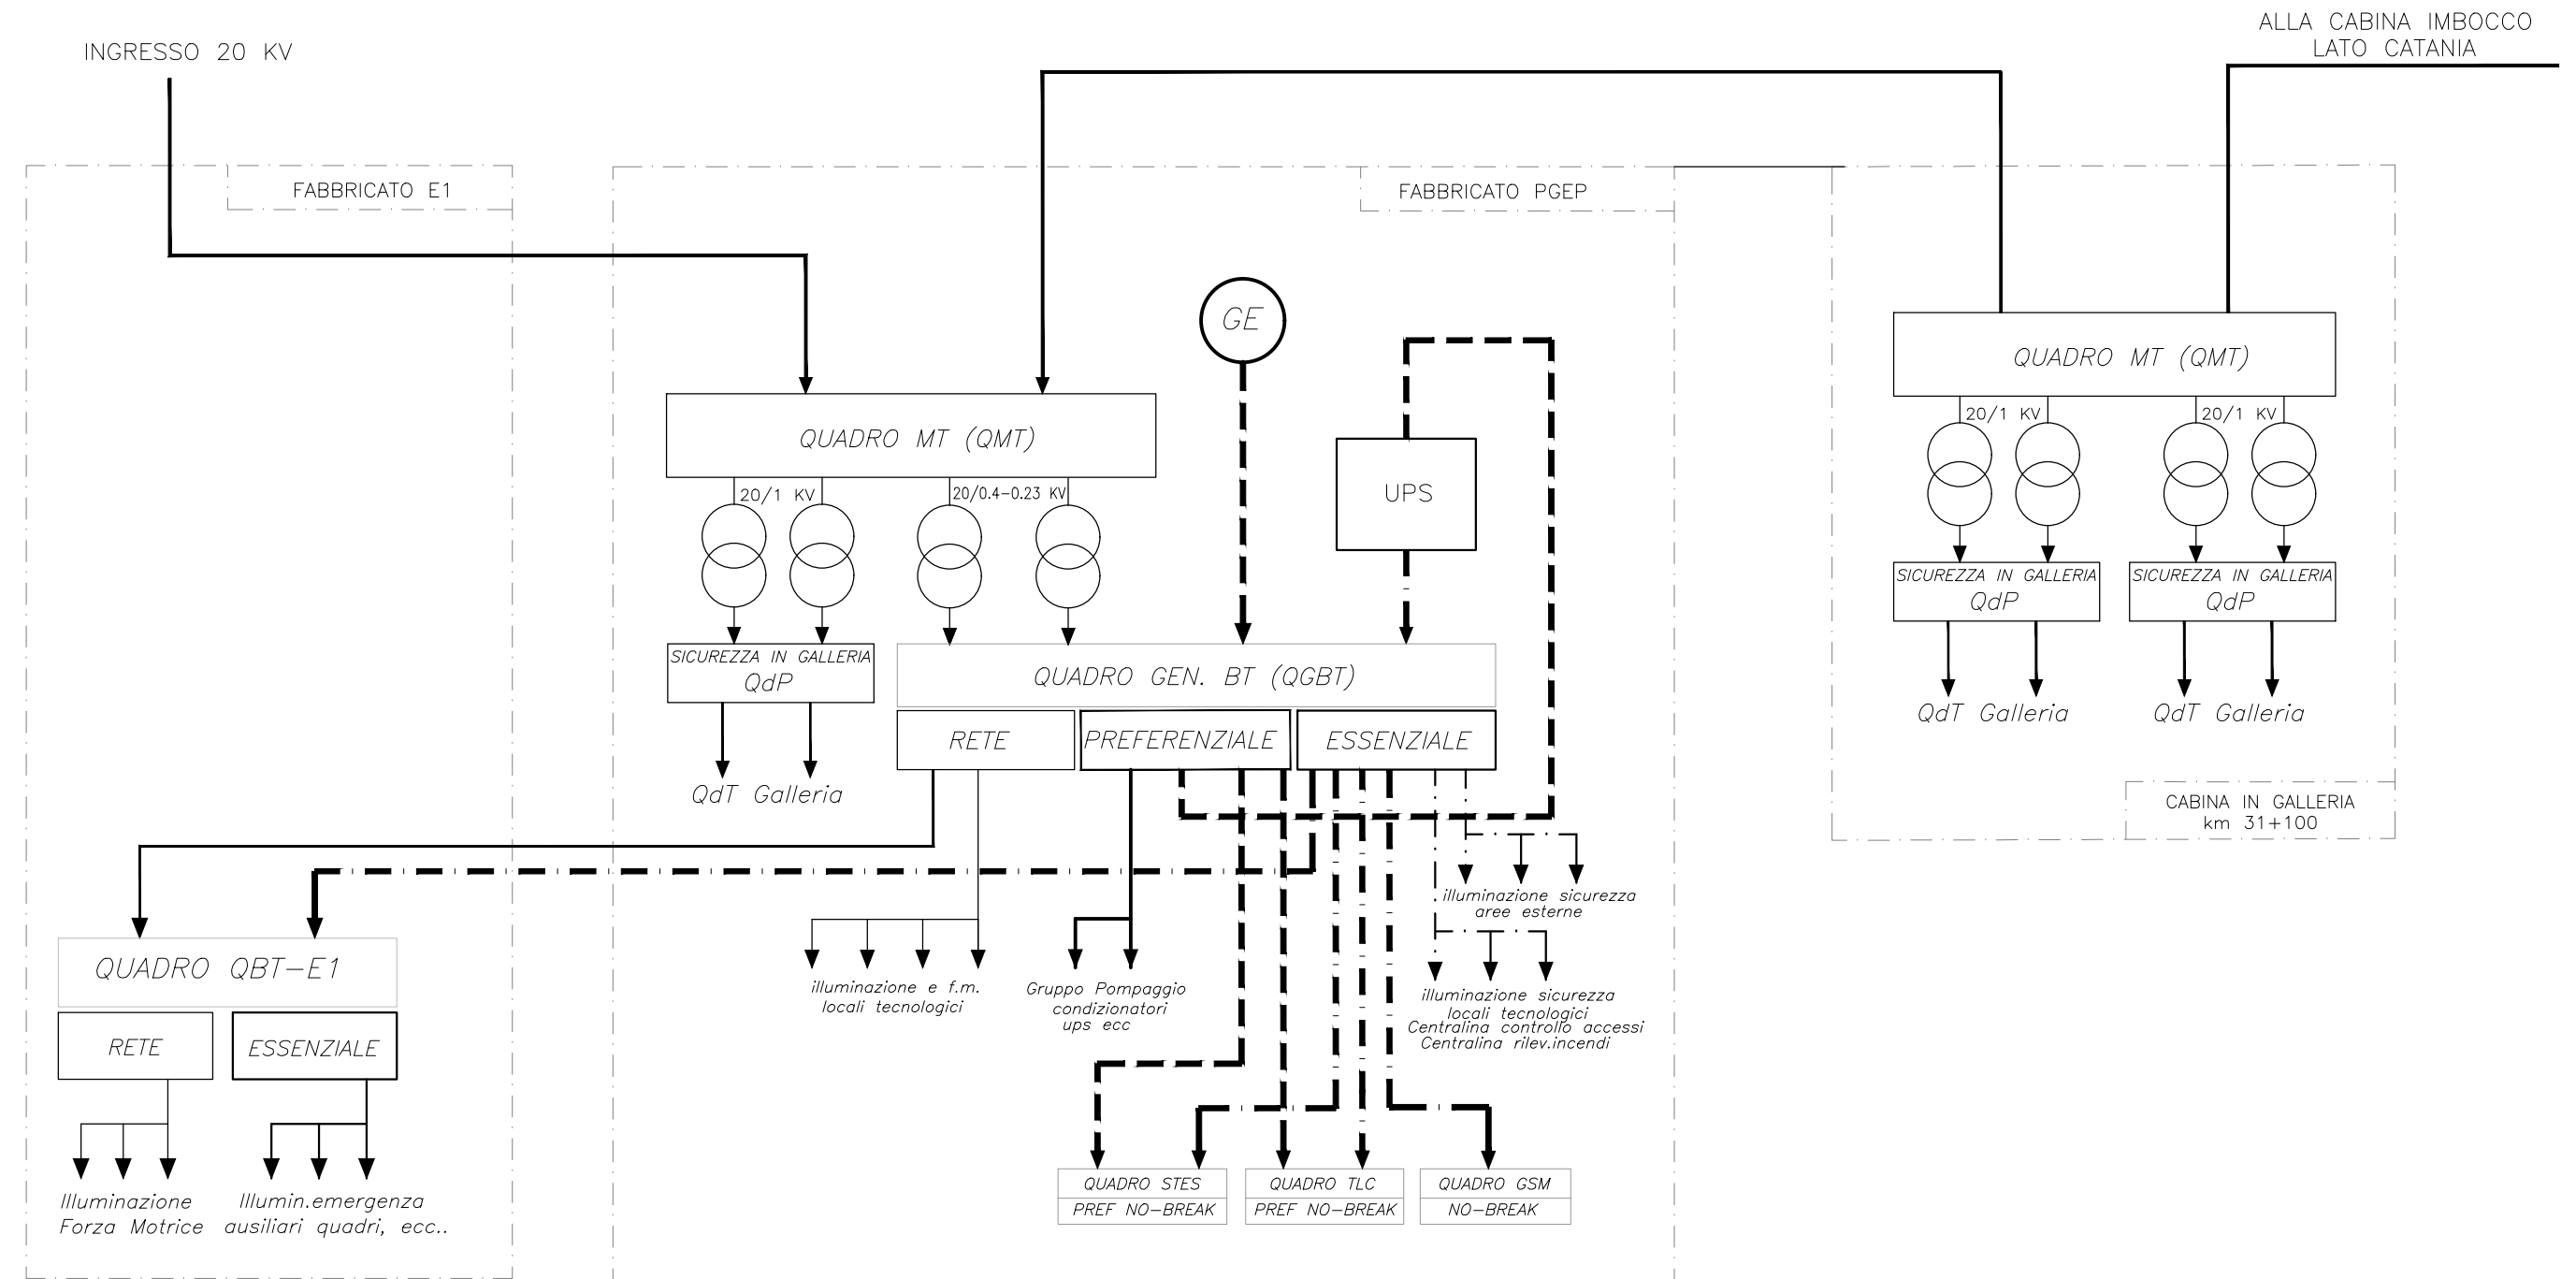 INGRESSO 20 KV
ALLA CABINA IMBOCCO
LATO CATANIA
FABBRICATO E1
FABBRICATO PGEP
GE
QUADRO MT (QMT)
20/1 KV
20/0.4-0.23 KV
UPS
QUADRO MT (QMT)
20/1 KV
20/1 KV
SICUREZZA IN GALLERIA
QdP
SICUREZZA IN GALLERIA
QdP
QdT Galleria
QdT Galleria
SICUREZZA IN GALLERIA
QdP
QdT Galleria
QUADRO GEN. BT (QGBT)
RETE
PREFERENZIALE
ESSENZIALE
CABINA IN GALLERIA
km 31+100
illuminazione sicurezza
aree esterne
QUADRO QBT-E1
RETE
ESSENZIALE
illuminazione e f.m.
locali tecnologici
Gruppo Pompaggio
condizionatori
ups ecc
illuminazione sicurezza
locali tecnologici
Centralina controllo accessi
Centralina rilev.incendi
Illuminazione
Forza Motrice
Illumin.emergenza
ausiliari quadri, ecc..
QUADRO STES
PREF NO-BREAK
QUADRO TLC
PREF NO-BREAK
QUADRO GSM
NO-BREAK